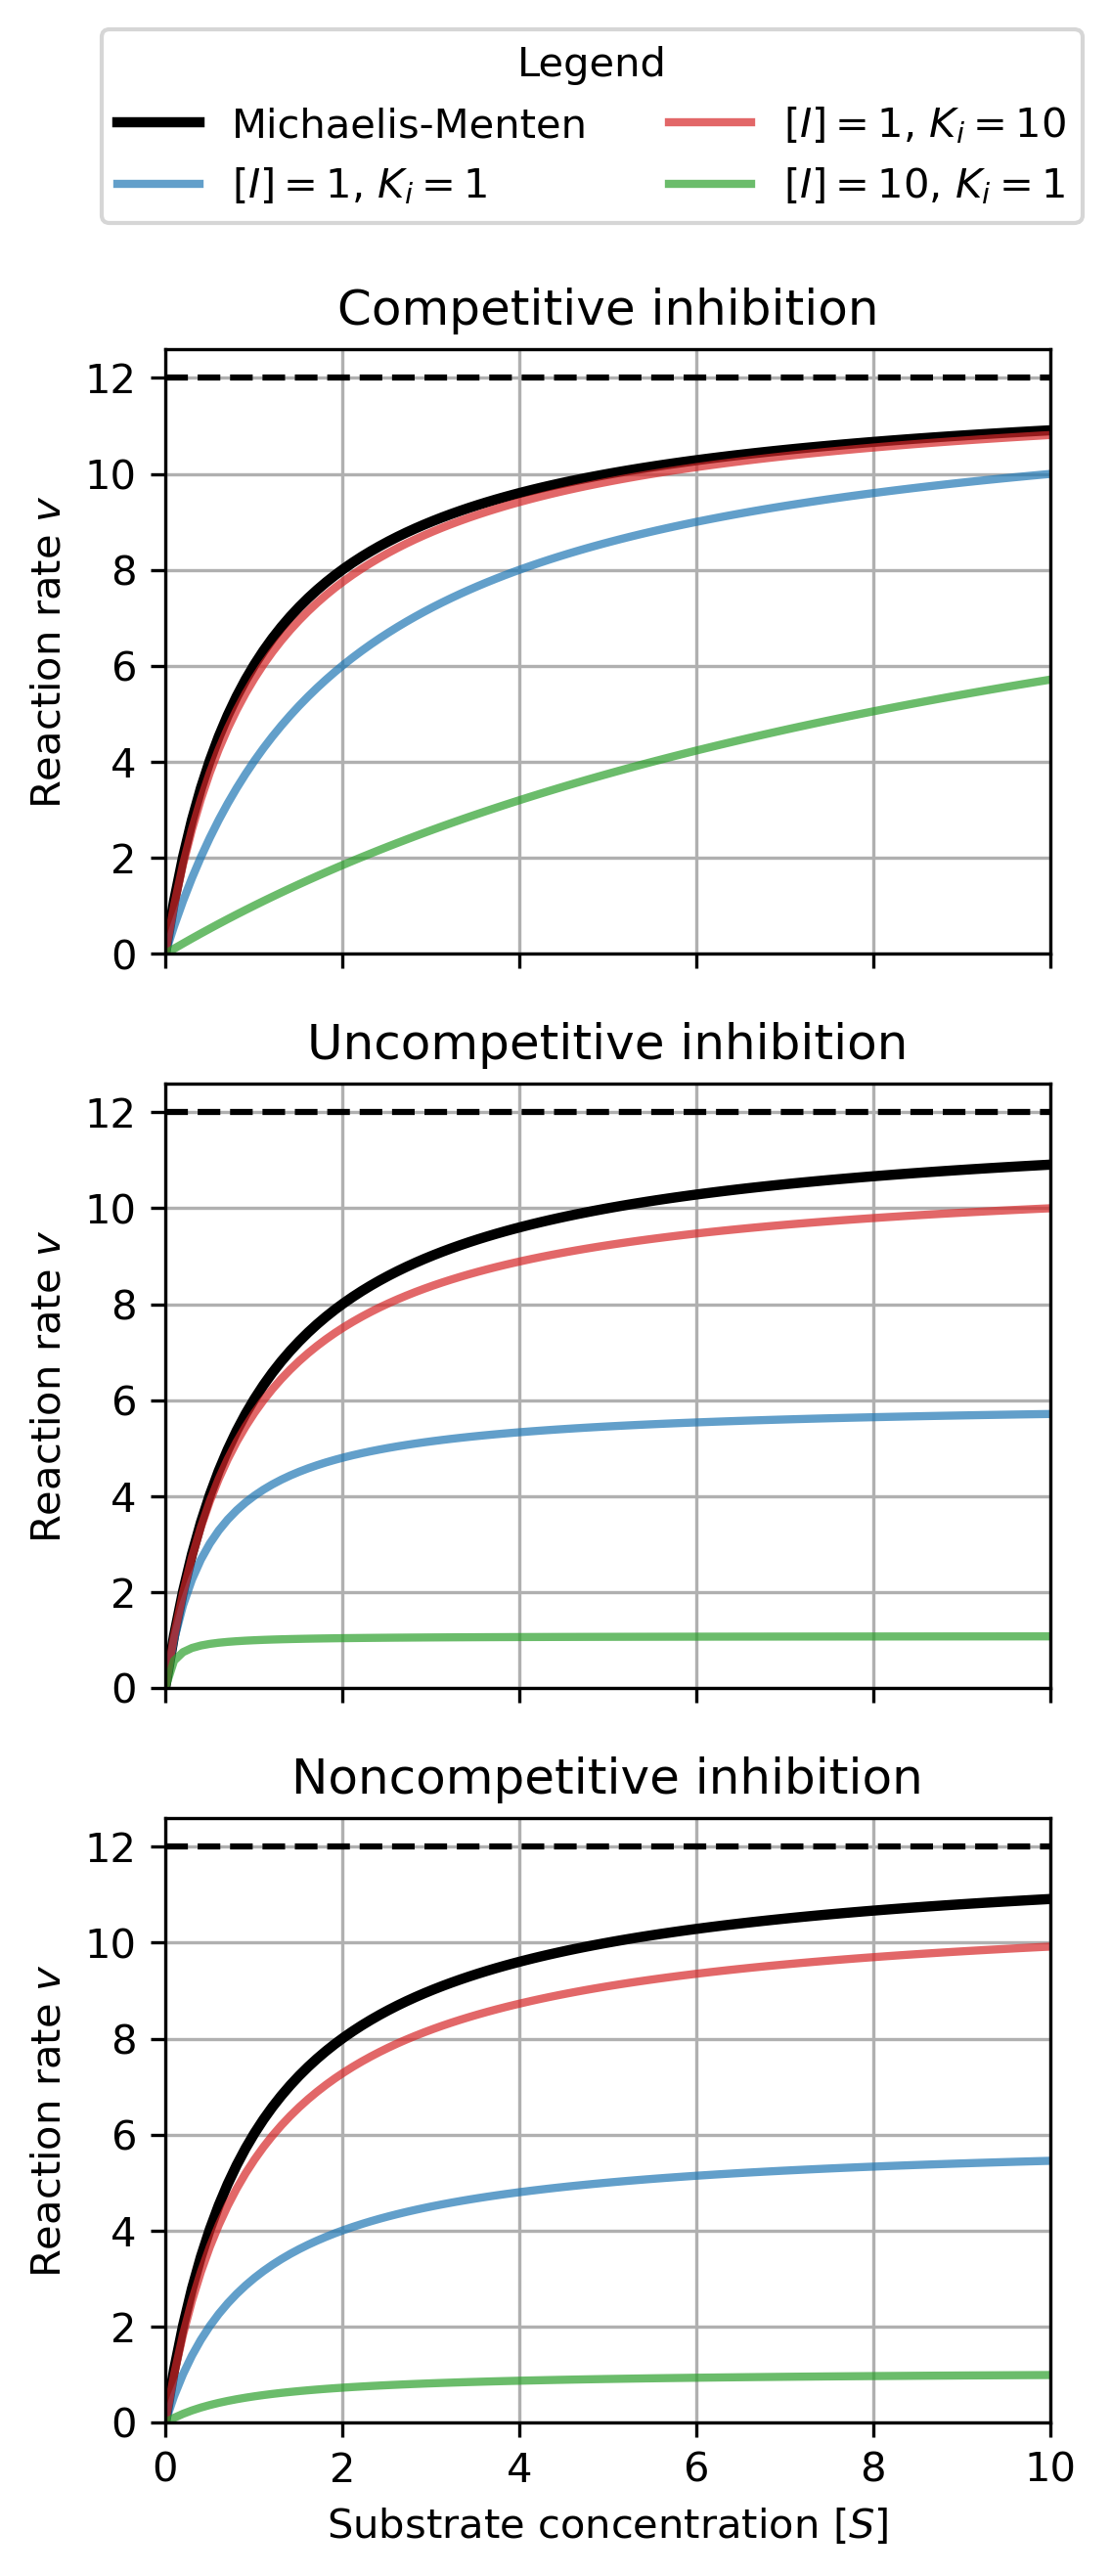 Legend
Michaelis-Menten
[I] = 1, K_i = 1
[I] = 1, K_i = 10
[I] = 10, K_i = 1
Competitive inhibition
12
10
8
6
4
2
0
Reaction rate v
Uncompetitive inhibition
12
10
8
6
4
2
0
Reaction rate v
Noncompetitive inhibition
12
10
8
6
4
2
0
Reaction rate v
0 2 4 6 8 10
Substrate concentration [S]